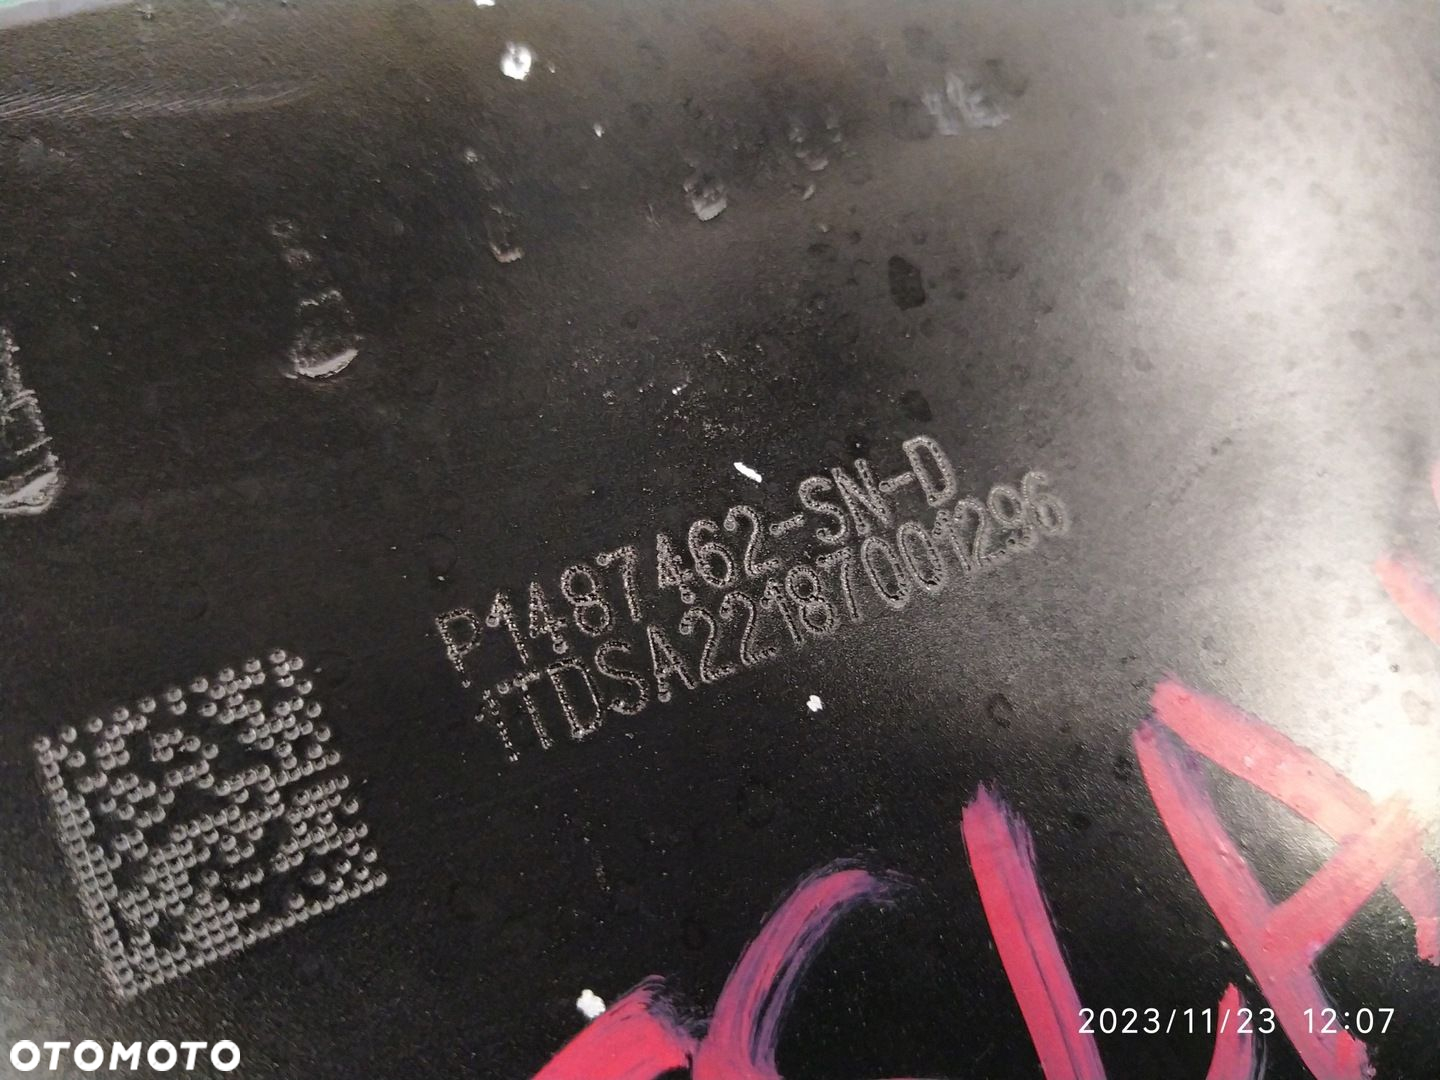 P1487462-SN-D
1TDSA22187001296
2023/11/23 12:07
OTOMOTO